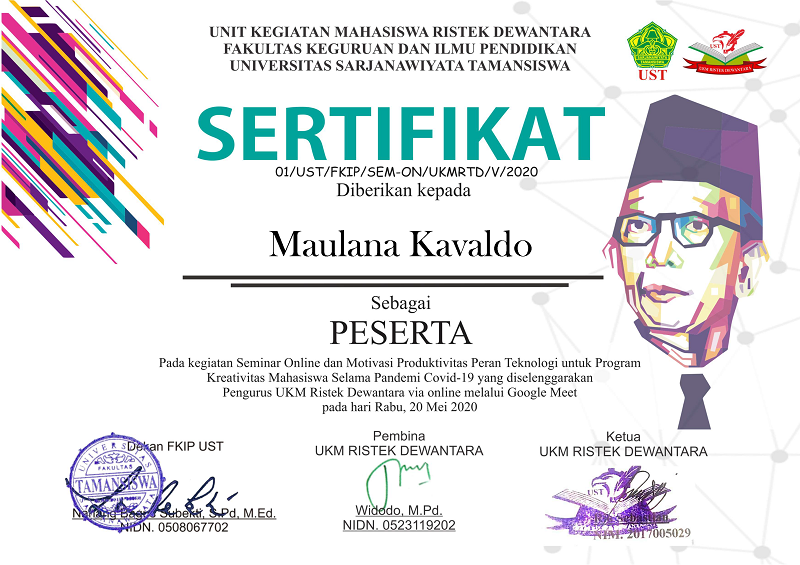 UNIT KEGIATAN MAHASISWA RISTEK DEWANTARA
FAKULTAS KEGURUAN DAN ILMU PENDIDIKAN
UNIVERSITAS SARJANAWIYATA TAMANSISWA
UST
UST
UKM RISTEK DEWANTARA
SERTIFIKAT
01/UST/FKIP/SEM-ON/UKMRTD/V/2020
Diberikan kepada
Maulana Kavaldo
Sebagai
PESERTA
Pada kegiatan Seminar Online dan Motivasi Produktivitas Peran Teknologi untuk Program
Kreativitas Mahasiswa Selama Pandemi Covid-19 yang diselenggarakan
Pengurus UKM Ristek Dewantara via online melalui Google Meet
pada hari Rabu, 20 Mei 2020
Dekan FKIP UST
UNIVERSITAS
FAKULTAS
TAMANSISWA
Nanang Bagus Subekti, S.Pd, M.Ed.
NIDN. 0508067702
Pembina
UKM RISTEK DEWANTARA
Widodo, M.Pd.
NIDN. 0523119202
Ketua
UKM RISTEK DEWANTARA
UST
NIM. 2017005029